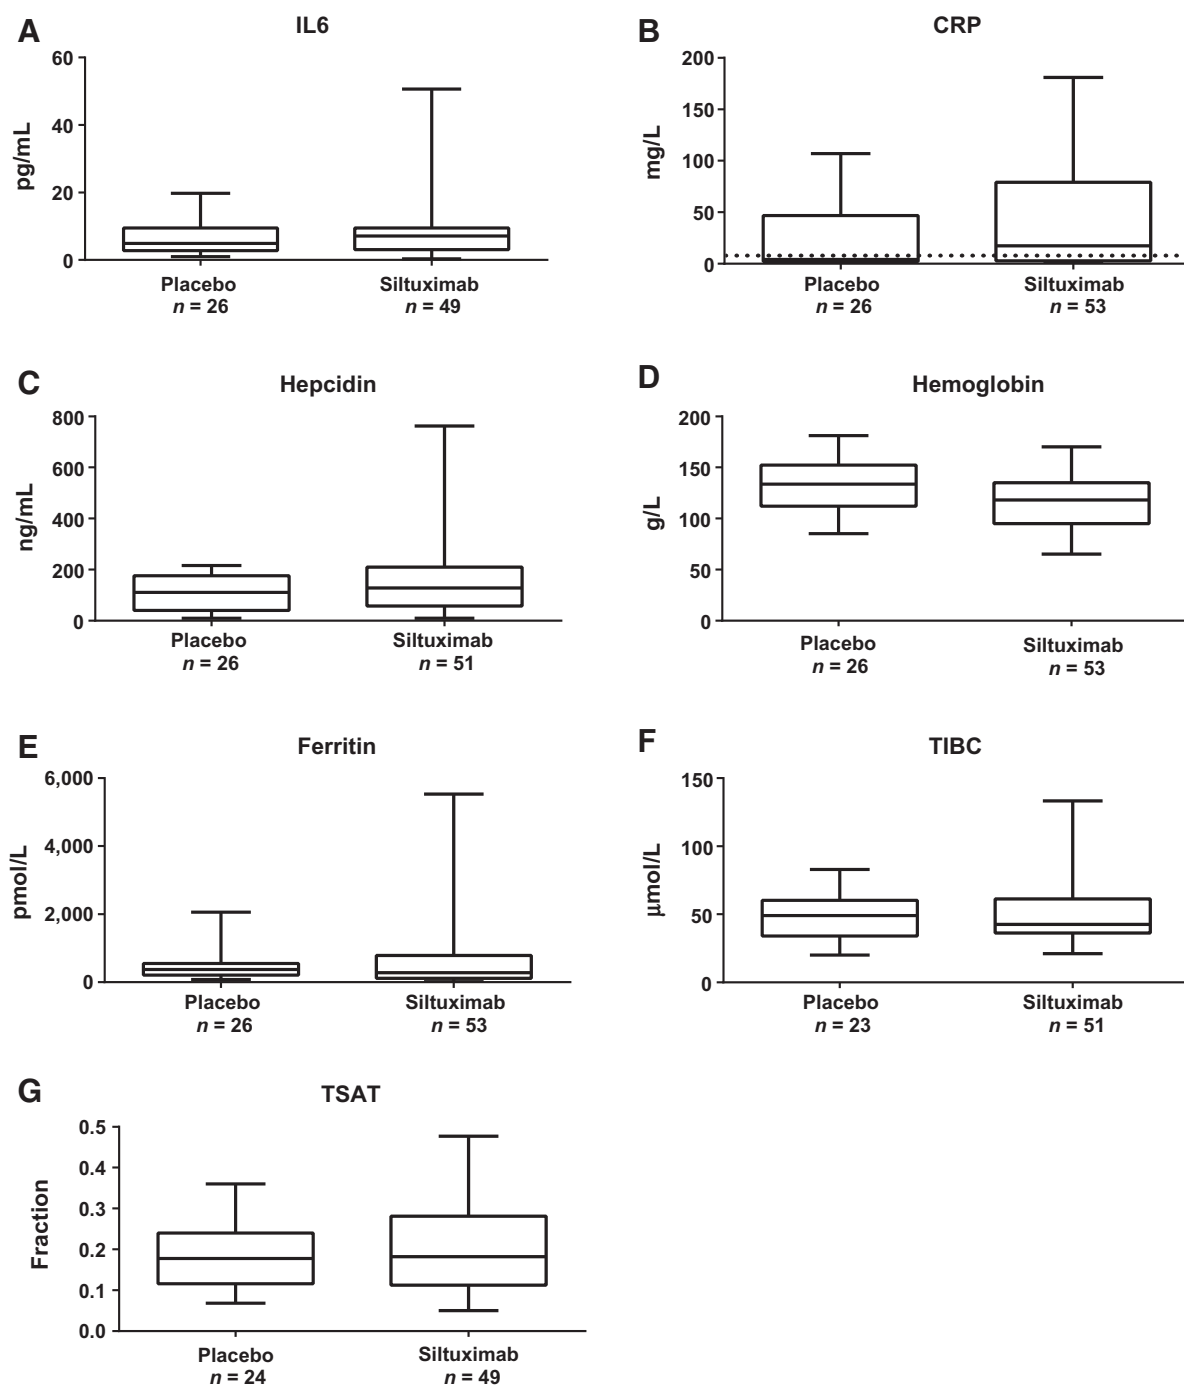 A
IL6
60
40
20
0
pg/mL
Placebo
n = 26
Siltuximab
n = 49
B
CRP
200
150
100
50
0
mg/L
Placebo
n = 26
Siltuximab
n = 53
C
Hepcidin
800
600
400
200
0
ng/mL
Placebo
n = 26
Siltuximab
n = 51
D
Hemoglobin
200
150
100
50
0
g/L
Placebo
n = 26
Siltuximab
n = 53
E
Ferritin
6,000
4,000
2,000
0
pmol/L
Placebo
n = 26
Siltuximab
n = 53
F
TIBC
150
100
50
0
µmol/L
Placebo
n = 23
Siltuximab
n = 51
G
TSAT
0.5
0.4
0.3
0.2
0.1
0.0
Fraction
Placebo
n = 24
Siltuximab
n = 49